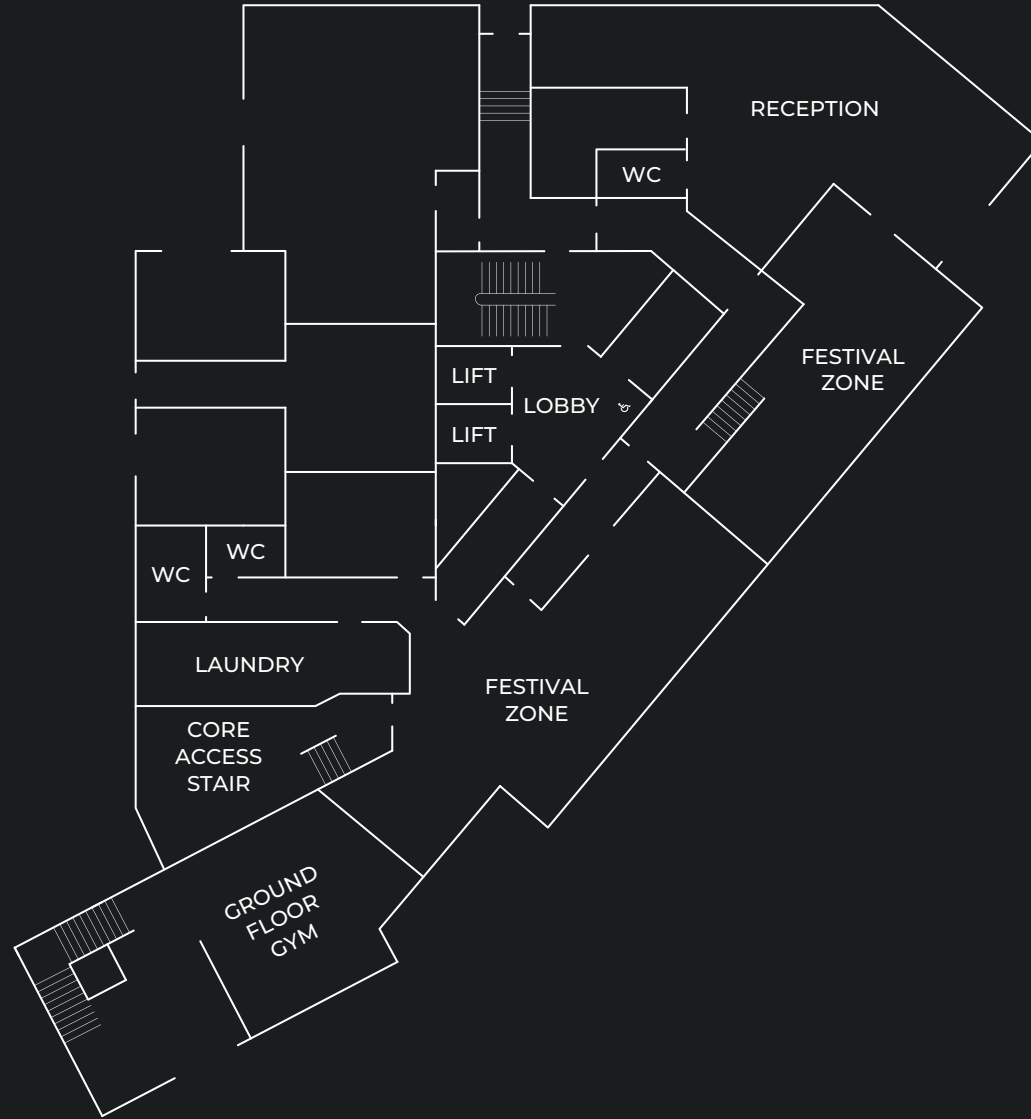 RECEPTION
WC
FESTIVAL
ZONE
LIFT
LOBBY
LIFT
WC
WC
LAUNDRY
FESTIVAL
ZONE
CORE
ACCESS
STAIR
GROUND
FLOOR
GYM